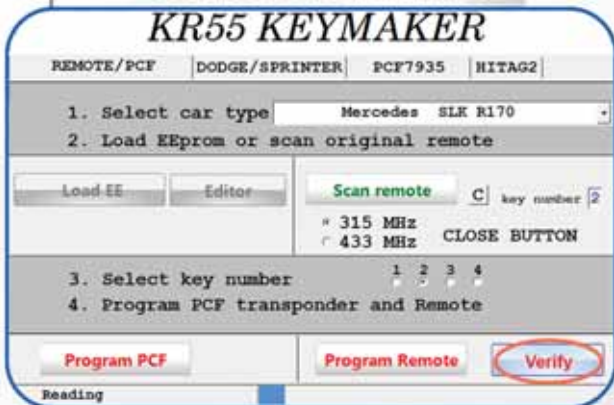 KR55 KEYMAKER
REMOTE/PCF DODGE/SPRINTER PCF7935 HITAG2
1. Select car type Mercedes SLK R170
2. Load EEprom or scan original remote
Load EE Editor Scan remote C key number 2
315 MHz
433 MHz CLOSE BUTTON
1 2 3 4
3. Select key number
4. Program PCF transponder and Remote
Program PCF Program Remote Verify
Reading